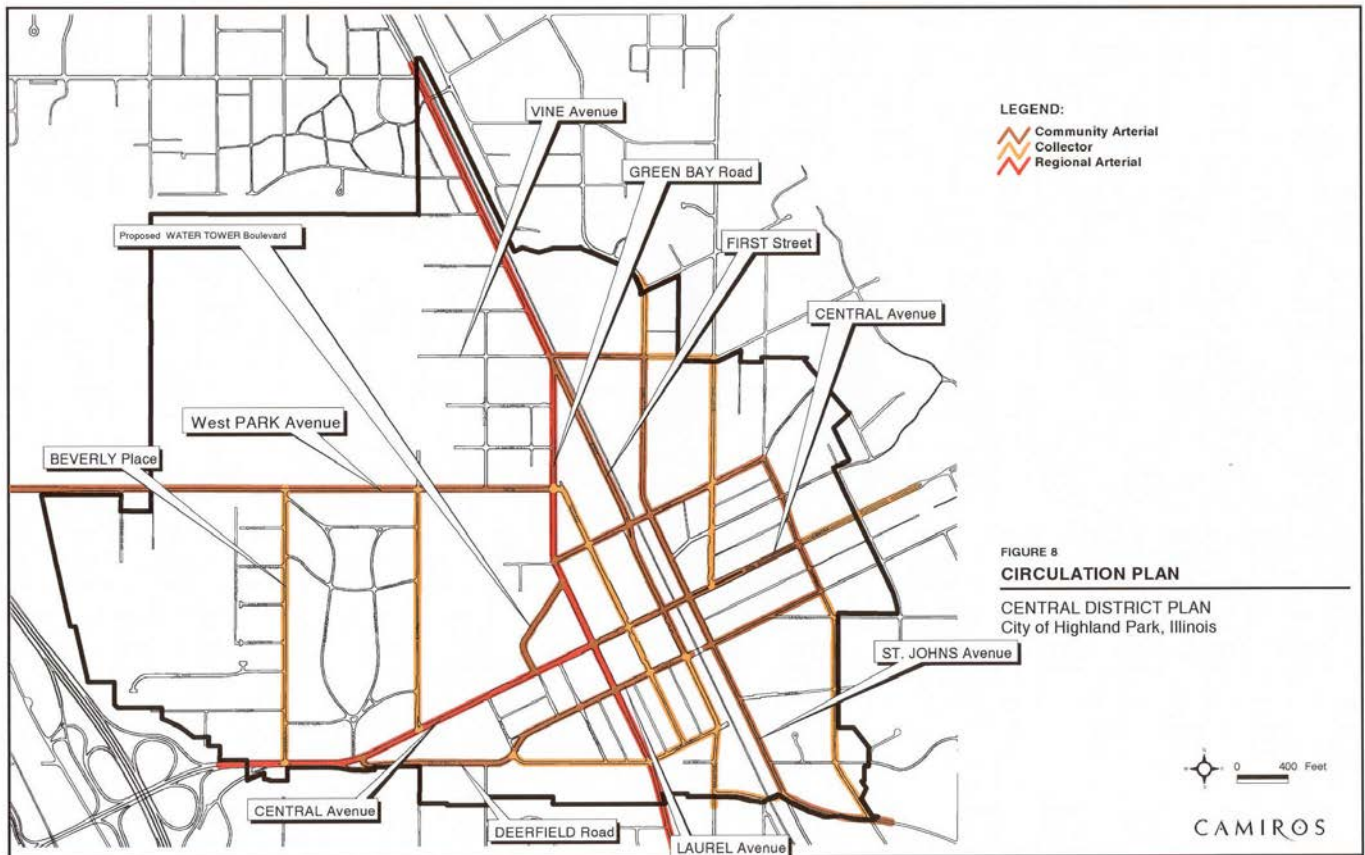 VINE Avenue
GREEN BAY Road
Proposed WATER TOWER Boulevard
FIRST Street
CENTRAL Avenue
West PARK Avenue
BEVERLY Place
ST. JOHNS Avenue
CENTRAL Avenue
DEERFIELD Road
LAUREL Avenue
LEGEND:
Community Arterial
Collector
Regional Arterial
FIGURE 8
CIRCULATION PLAN
CENTRAL DISTRICT PLAN
City of Highland Park, Illinois
0 400 Feet
CAMIROS